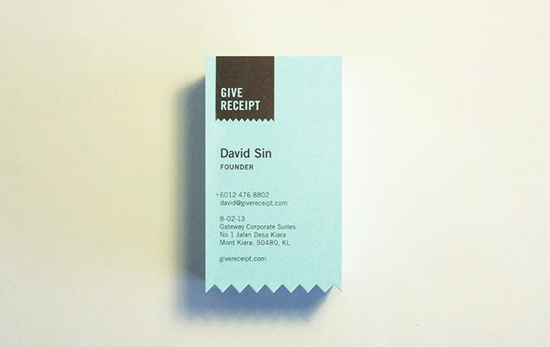 GIVE
RECEIPT
David Sin
FOUNDER
+6012 476 8802
david@givereceipt.com
B-02-13
Gateway Corporate Suites
No 1 Jalan Desa Kiara
Mont Kiara, 50480, KL
givereceipt.com